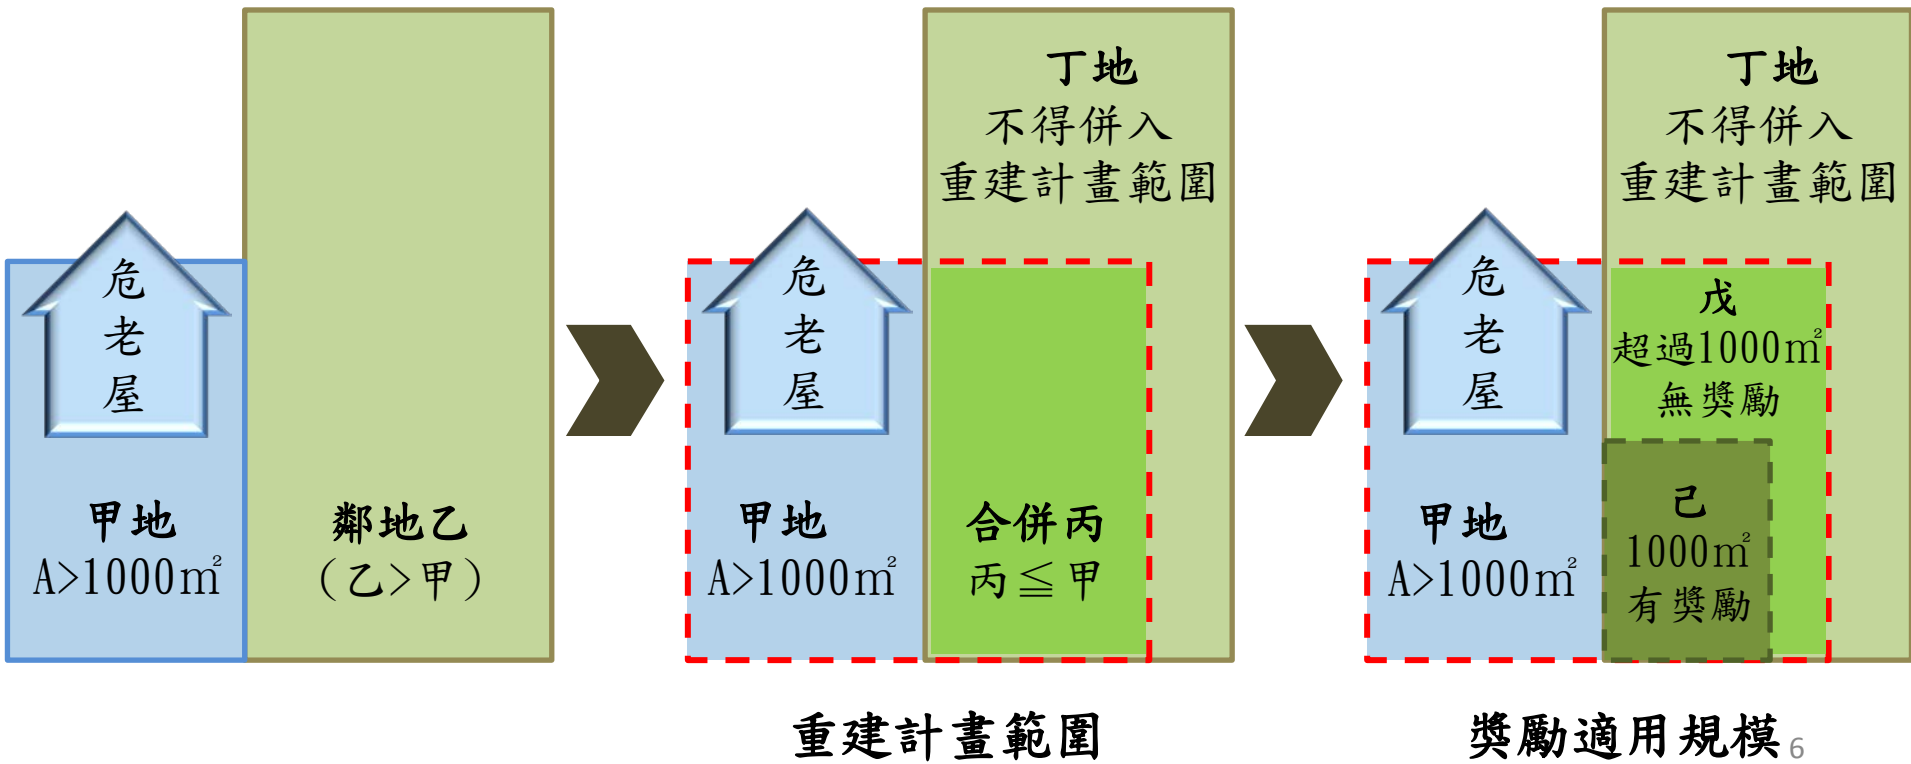 危
老
屋
甲地
A>1000㎡
鄰地乙
(乙>甲)
丁地
不得併入
重建計畫範圍
危
老
屋
甲地
A>1000㎡
合併丙
丙≦甲
重建計畫範圍
丁地
不得併入
重建計畫範圍
危
老
屋
戊
超過1000㎡
無獎勵
甲地
A>1000㎡
己
1000㎡
有獎勵
獎勵適用規模
6